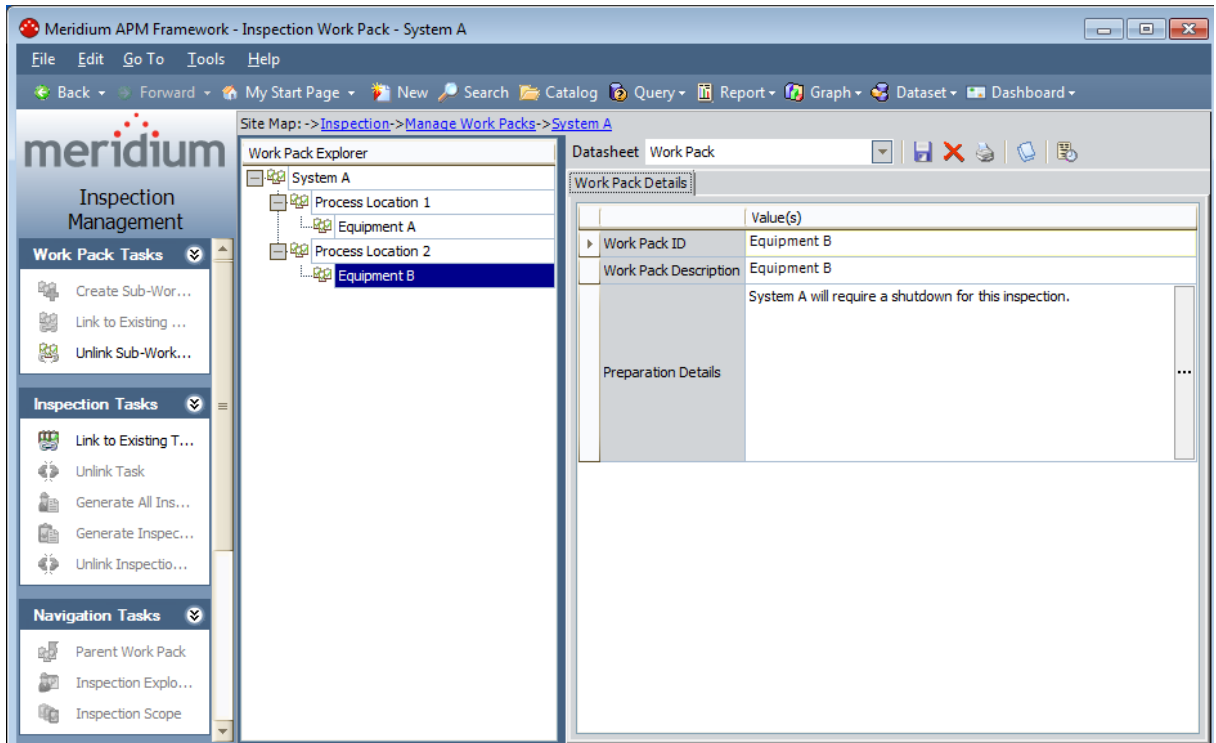 Meridium APM Framework - Inspection Work Pack - System A
File Edit Go To Tools Help
Back Forward My Start Page New Search Catalog Query Report Graph Dataset Dashboard
meridium
Inspection
Management
Work Pack Tasks
Create Sub-Wor...
Link to Existing ...
Unlink Sub-Work...
Inspection Tasks
Link to Existing T...
Unlink Task
Generate All Ins...
Generate Inspec...
Unlink Inspectio...
Navigation Tasks
Parent Work Pack
Inspection Explo...
Inspection Scope
Site Map: ->Inspection->Manage Work Packs->System A
Work Pack Explorer
System A
Process Location 1
Equipment A
Process Location 2
Equipment B
Datasheet Work Pack
Work Pack Details
Value(s)
Work Pack ID Equipment B
Work Pack Description Equipment B
Preparation Details System A will require a shutdown for this inspection.
...